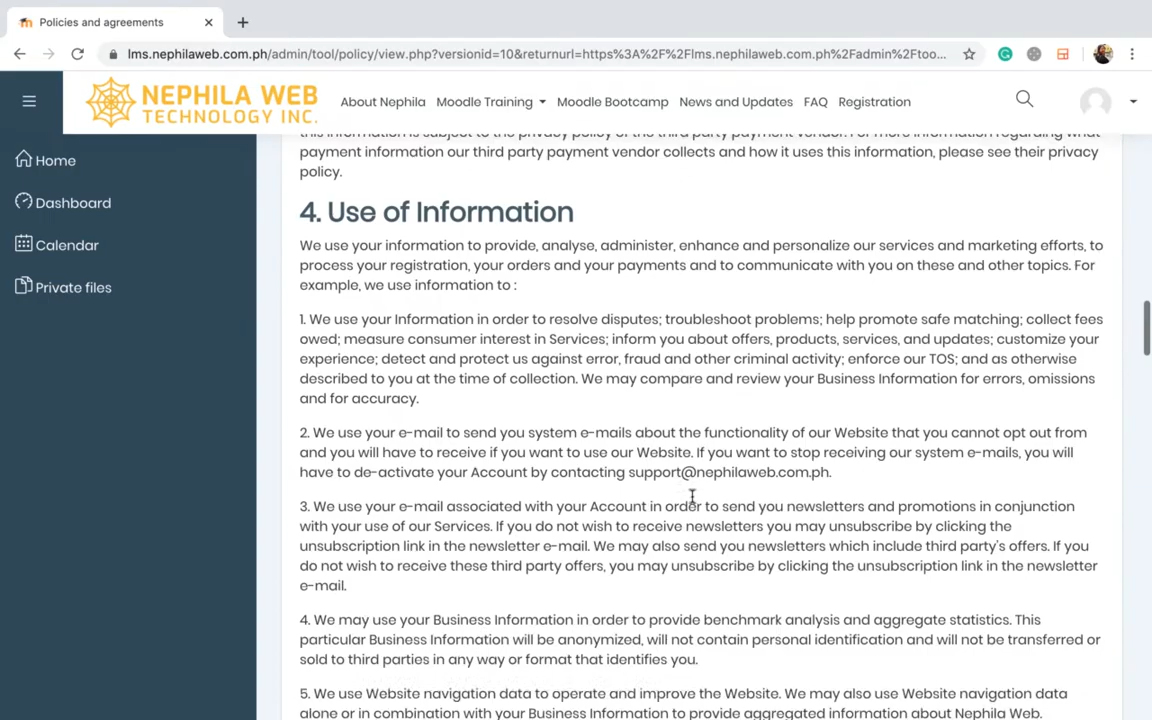 Policies and agreements
lms.nephilaweb.com.ph/admin/tool/policy/view.php?versionid=10&returnurl=https%3A%2F%2Flms.nephilaweb.com.ph%2Fadmin%2Ftoo...
NEPHILA WEB
TECHNOLOGY INC.
About Nephila Moodle Training Moodle Bootcamp News and Updates FAQ Registration
Home
Dashboard
Calendar
Private files
this information is subject to the privacy policy of the third party payment vendor. For more information regarding what
payment information our third party payment vendor collects and how it uses this information, please see their privacy
policy.
4. Use of Information
We use your information to provide, analyse, administer, enhance and personalize our services and marketing efforts, to
process your registration, your orders and your payments and to communicate with you on these and other topics. For
example, we use information to :
1. We use your Information in order to resolve disputes; troubleshoot problems; help promote safe matching; collect fees
owed; measure consumer interest in Services; inform you about offers, products, services, and updates; customize your
experience; detect and protect us against error, fraud and other criminal activity; enforce our TOS; and as otherwise
described to you at the time of collection. We may compare and review your Business Information for errors, omissions
and for accuracy.
2. We use your e-mail to send you system e-mails about the functionality of our Website that you cannot opt out from
and you will have to receive if you want to use our Website. If you want to stop receiving our system e-mails, you will
have to de-activate your Account by contacting support@nephilaweb.com.ph.
3. We use your e-mail associated with your Account in order to send you newsletters and promotions in conjunction
with your use of our Services. If you do not wish to receive newsletters you may unsubscribe by clicking the
unsubscription link in the newsletter e-mail. We may also send you newsletters which include third party's offers. If you
do not wish to receive these third party offers, you may unsubscribe by clicking the unsubscription link in the newsletter
e-mail.
4. We may use your Business Information in order to provide benchmark analysis and aggregate statistics. This
particular Business Information will be anonymized, will not contain personal identification and will not be transferred or
sold to third parties in any way or format that identifies you.
5. We use Website navigation data to operate and improve the Website. We may also use Website navigation data
alone or in combination with your Business Information to provide aggregated information about Nephila Web.